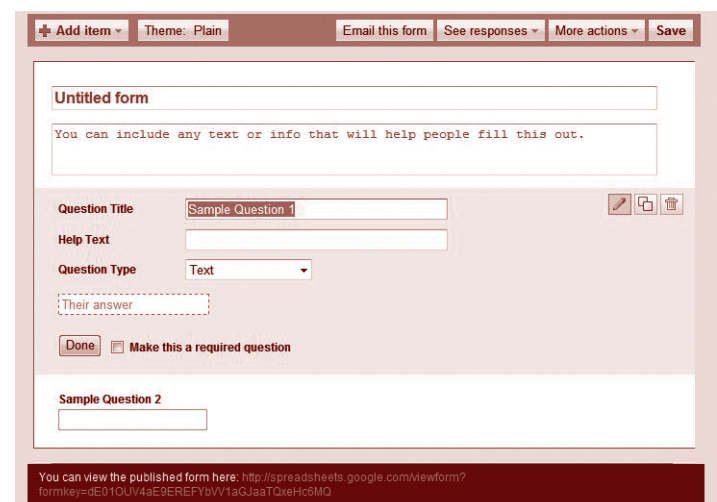 Add item Theme: Plain Email this form See responses More actions Save
Untitled form
You can include any text or info that will help people fill this out.
Question Title Sample Question 1
Help Text
Question Type Text
Their answer
Done Make this a required question
Sample Question 2
You can view the published form here: http://spreadsheets.google.com/viewform?
formkey=dE01OUV4aE9EREFYbVV1aGJaaTQxeHc6MQ